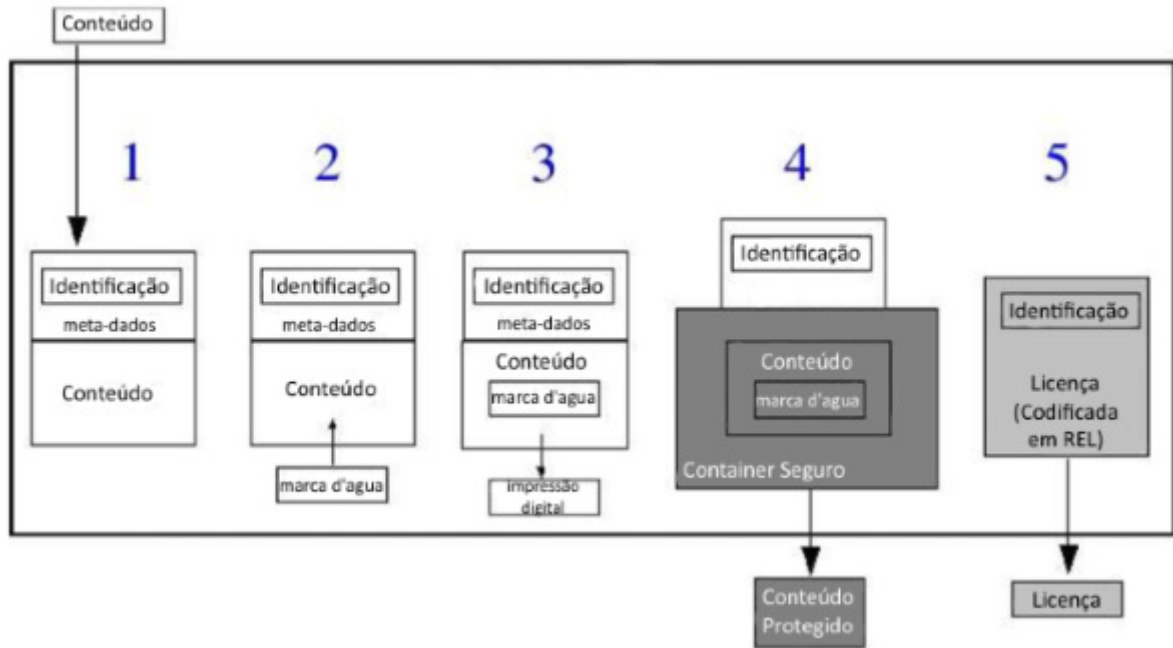 Conteúdo
1
2
3
4
5
Identificação
meta-dados
Conteúdo
Identificação
meta-dados
Conteúdo
marca d'agua
Identificação
meta-dados
Conteúdo
marca d'agua
impressão
digital
Identificação
Conteúdo
marca d'agua
Container Seguro
Conteúdo
Protegido
Identificação
Licença
(Codificada
em REL)
Licença